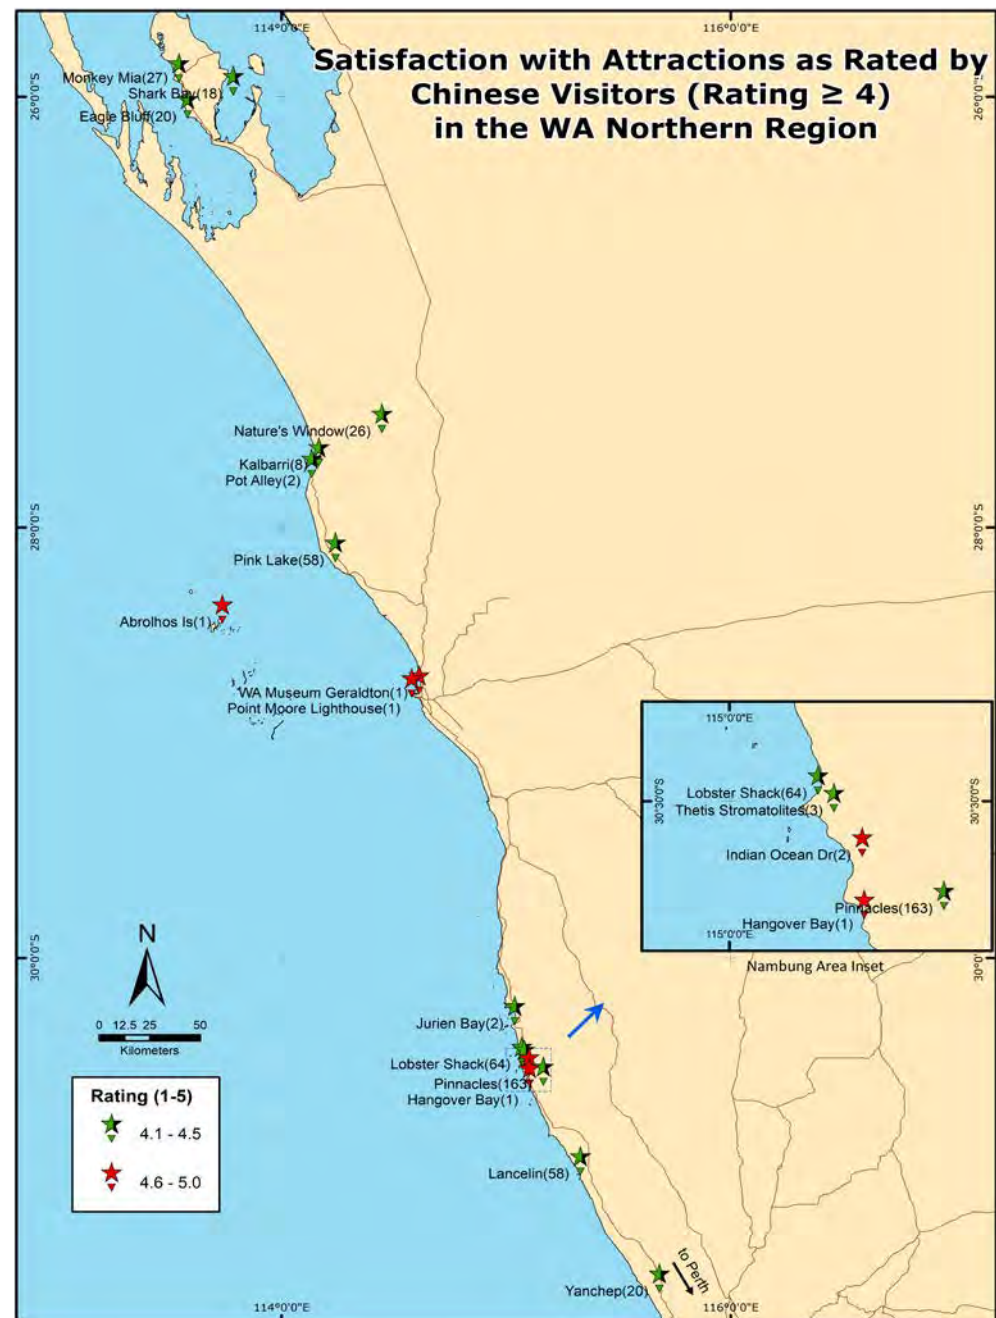 114°0'0"E
116°0'0"E
Satisfaction with Attractions as Rated by
Chinese Visitors (Rating ≥ 4)
in the WA Northern Region
26°0'0"S
26°0'0"S
Monkey Mia(27)
Shark Bay(18)
Eagle Bluff(20)
Nature's Window(26)
Kalbarri(8)
Pot Alley(2)
28°0'0"S
28°0'0"S
Pink Lake(58)
Abrolhos Is(1)
WA Museum Geraldton(1)
Point Moore Lighthouse(1)
115°0'0"E
Lobster Shack(64)
Thetis Stromatolites(3)
30°30'0"S
30°30'0"S
Indian Ocean Dr(2)
Pinnacles(163)
Hangover Bay(1)
115°0'0"E
Nambung Area Inset
30°0'0"S
30°0'0"S
N
0 12.5 25 50
Kilometers
Jurien Bay(2)
Lobster Shack(64)
Pinnacles(163)
Hangover Bay(1)
Rating (1-5)
4.1 - 4.5
4.6 - 5.0
Lancelin(58)
to Perth
Yanchep(20)
114°0'0"E
116°0'0"E